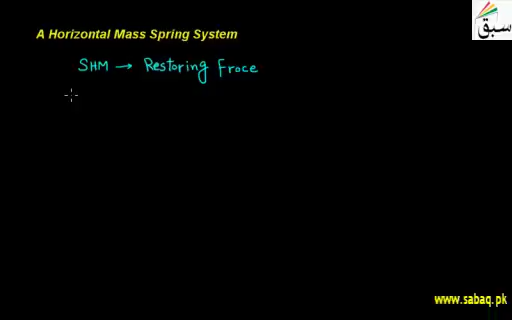 A Horizontal Mass Spring System
سبق
SHM → Restoring Froce
www.sabaq.pk